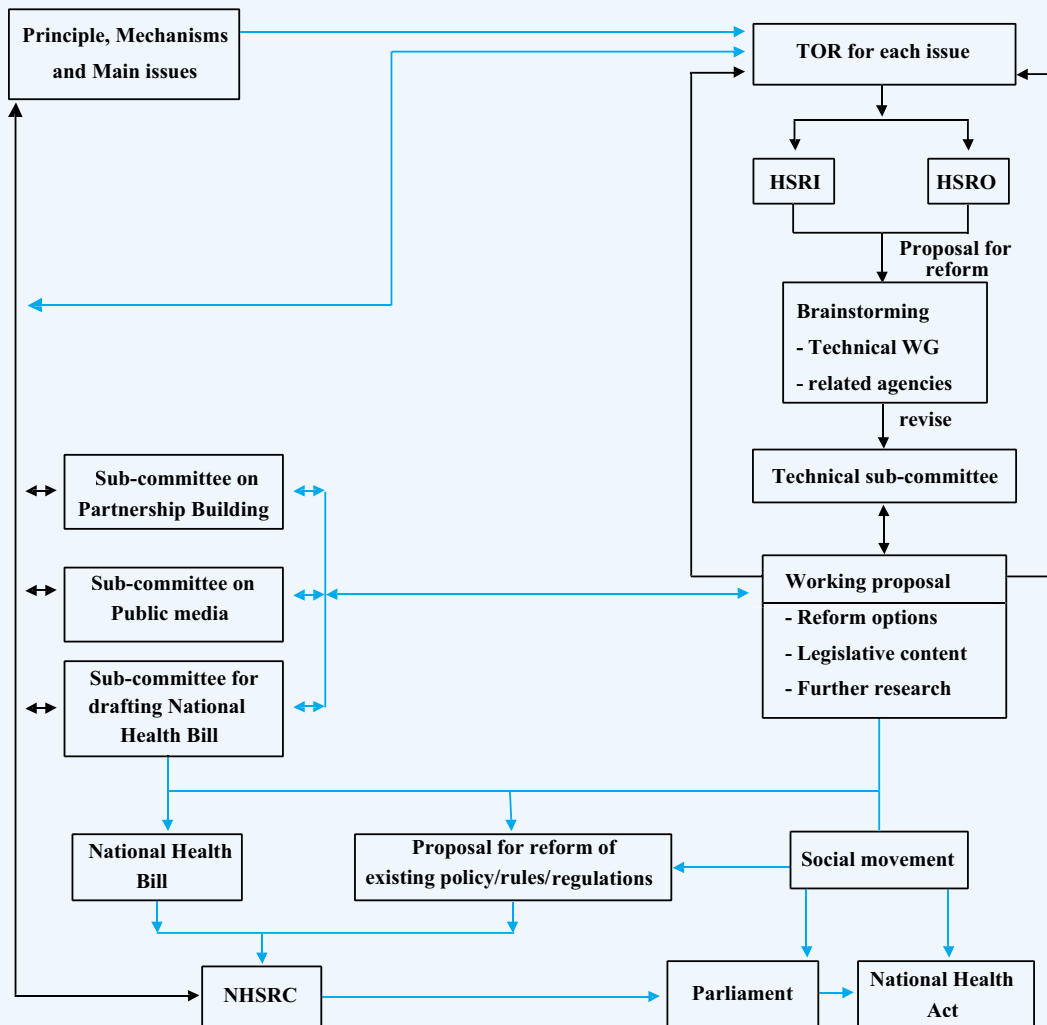 Principle, Mechanisms
and Main issues
TOR for each issue
HSRI
HSRO
Proposal for
reform
Brainstorming
- Technical WG
- related agencies
revise
Technical sub-committee
Sub-committee on
Partnership Building
Sub-committee on
Public media
Sub-committee for
drafting National
Health Bill
Working proposal
- Reform options
- Legislative content
- Further research
National Health
Bill
Proposal for reform of
existing policy/rules/regulations
Social movement
NHSRC
Parliament
National Health
Act